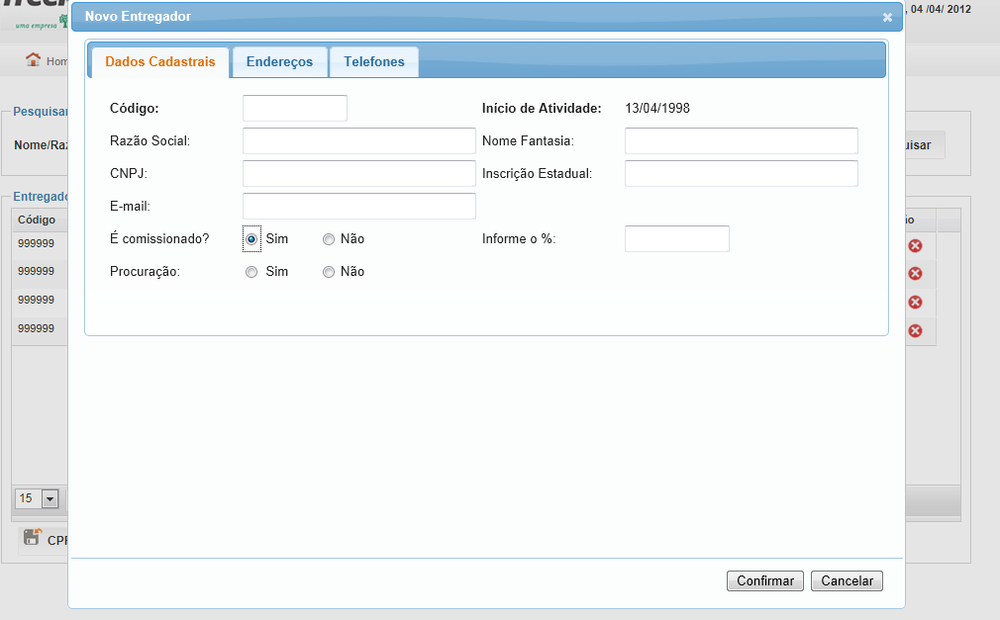 Novo Entregador
, 04 /04/ 2012
uma empresa
Hom
Dados Cadastrais Endereços Telefones
Pesquisar
Código: Início de Atividade: 13/04/1998
Nome/Raz
Razão Social: Nome Fantasia:
uisar
CNPJ: Inscrição Estadual:
Entregado
E-mail:
Código
999999 É comissionado? Sim Não Informe o %:
999999 Procuração: Sim Não
999999
999999
15
CPF
Confirmar Cancelar